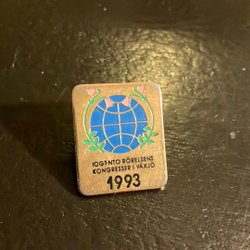 IOGT-NTO RÖRELSENS
KONGRESSER I VÄXJÖ
1993